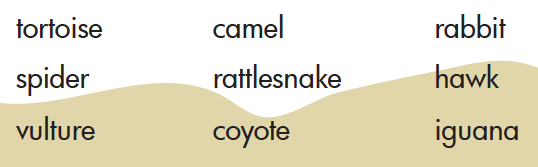 tortoise camel rabbit
spider rattlesnake hawk
vulture coyote iguana